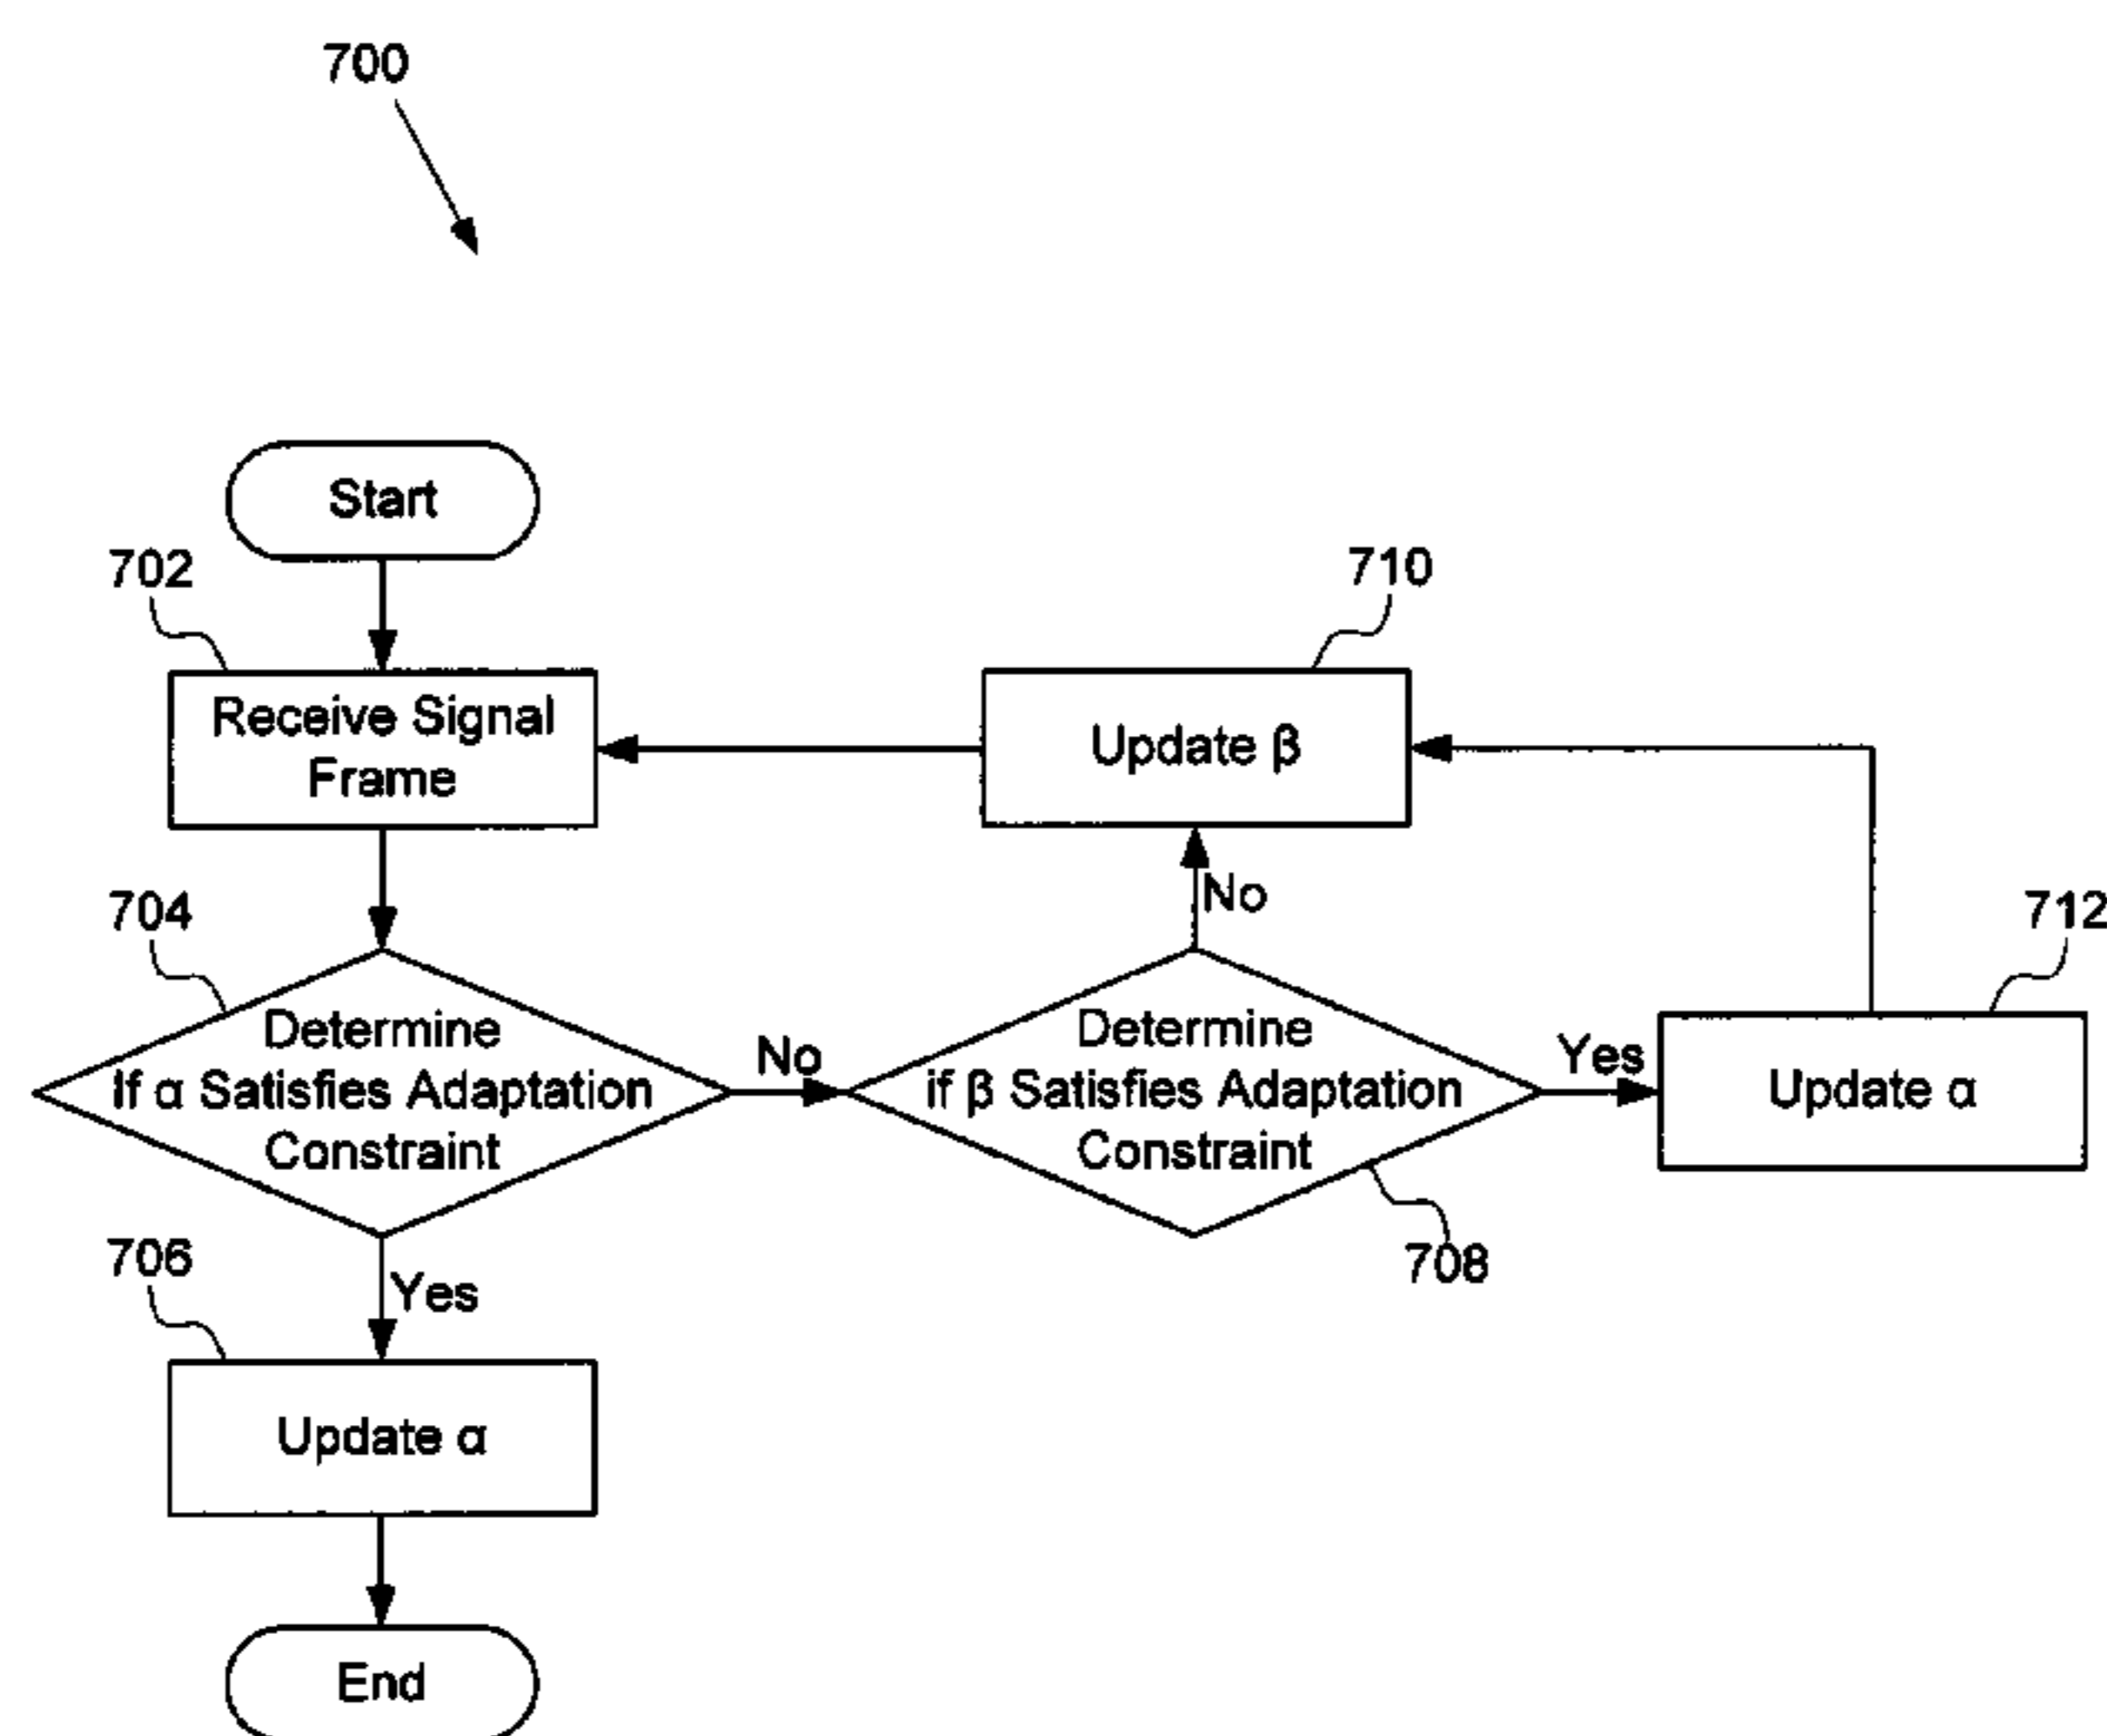 700
Start
702
Receive Signal
Frame
710
Update β
704
Determine
If α Satisfies Adaptation
Constraint
No
Determine
if β Satisfies Adaptation
Constraint
No
708
Yes
712
Update α
706
Yes
Update α
End